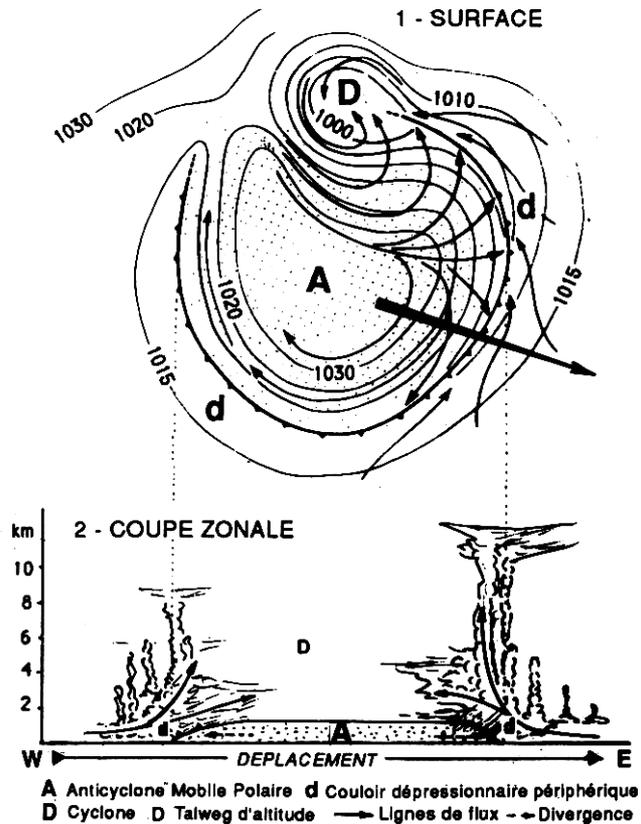 1 - SURFACE
D
1010
1030
1020
1000
d
A
1020
1015
1015
1030
d
km
2 - COUPE ZONALE
10
8
6
D
4
2
d
A
d
W
DEPLACEMENT
E
A Anticyclone Mobile Polaire d Couloir dépressionnaire périphérique
D Cyclone D Talweg d'altitude Lignes de flux Divergence